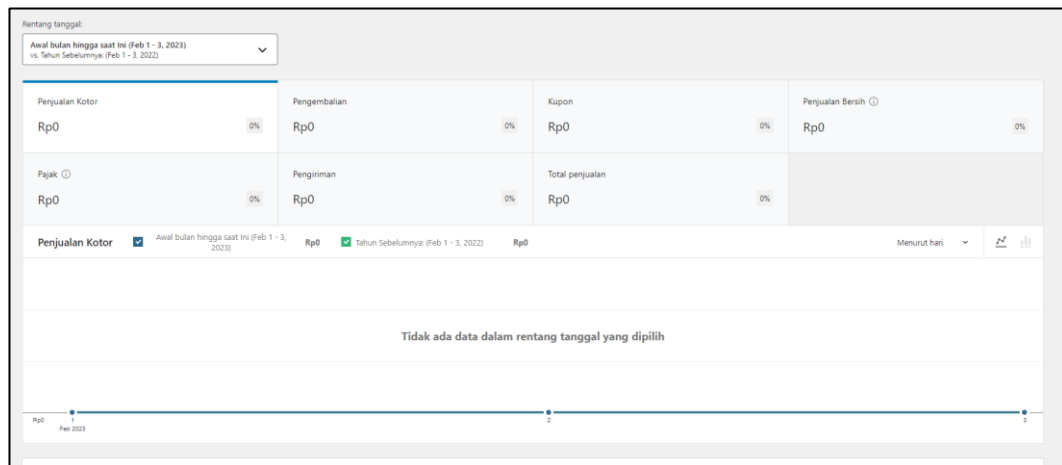 Rentang tanggal:
Awal bulan hingga saat Ini (Feb 1 - 3, 2023)
vs. Tahun Sebelumnya: (Feb 1 - 3, 2022)
Penjualan Kotor
Rp0 0%
Pengembalian
Rp0 0%
Kupon
Rp0 0%
Penjualan Bersih
Rp0 0%
Pajak
Rp0 0%
Pengiriman
Rp0 0%
Total penjualan
Rp0 0%
Penjualan Kotor
Awal bulan hingga saat Ini (Feb 1 - 3,
2023)
Rp0
Tahun Sebelumnya: (Feb 1 - 3, 2022)
Rp0
Menurut hari
Tidak ada data dalam rentang tanggal yang dipilih
Rp0
1 2 3
Feb 2023